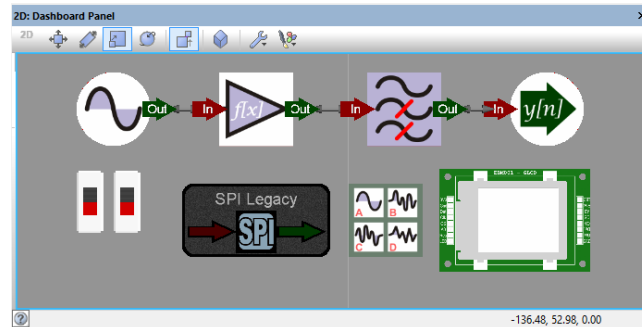 2D: Dashboard Panel
2D
Out In f[x] Out In Out In y[n]
SPI Legacy
SPI
A B
C D
-136.48, 52.98, 0.00